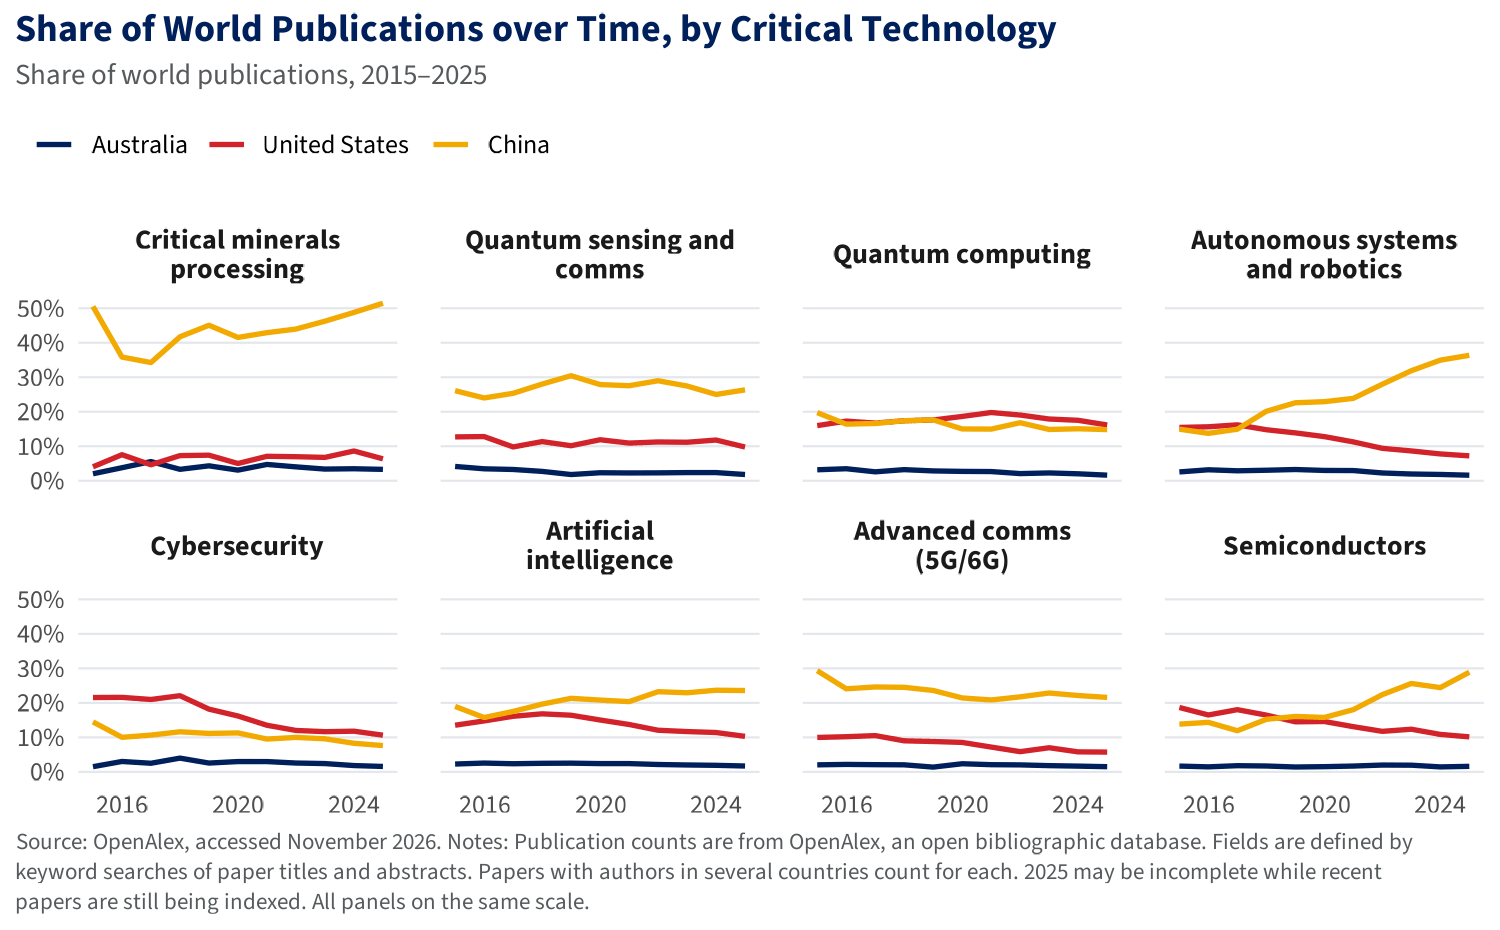 Share of World Publications over Time, by Critical Technology
Share of world publications, 2015–2025
Australia United States China
Critical minerals
processing
Quantum sensing and
comms
Quantum computing
Autonomous systems
and robotics
50%
40%
30%
20%
10%
0%
Cybersecurity
Artificial
intelligence
Advanced comms
(5G/6G)
Semiconductors
50%
40%
30%
20%
10%
0%
2016 2020 2024 2016 2020 2024 2016 2020 2024 2016 2020 2024
Source: OpenAlex, accessed November 2026. Notes: Publication counts are from OpenAlex, an open bibliographic database. Fields are defined by
keyword searches of paper titles and abstracts. Papers with authors in several countries count for each. 2025 may be incomplete while recent
papers are still being indexed. All panels on the same scale.